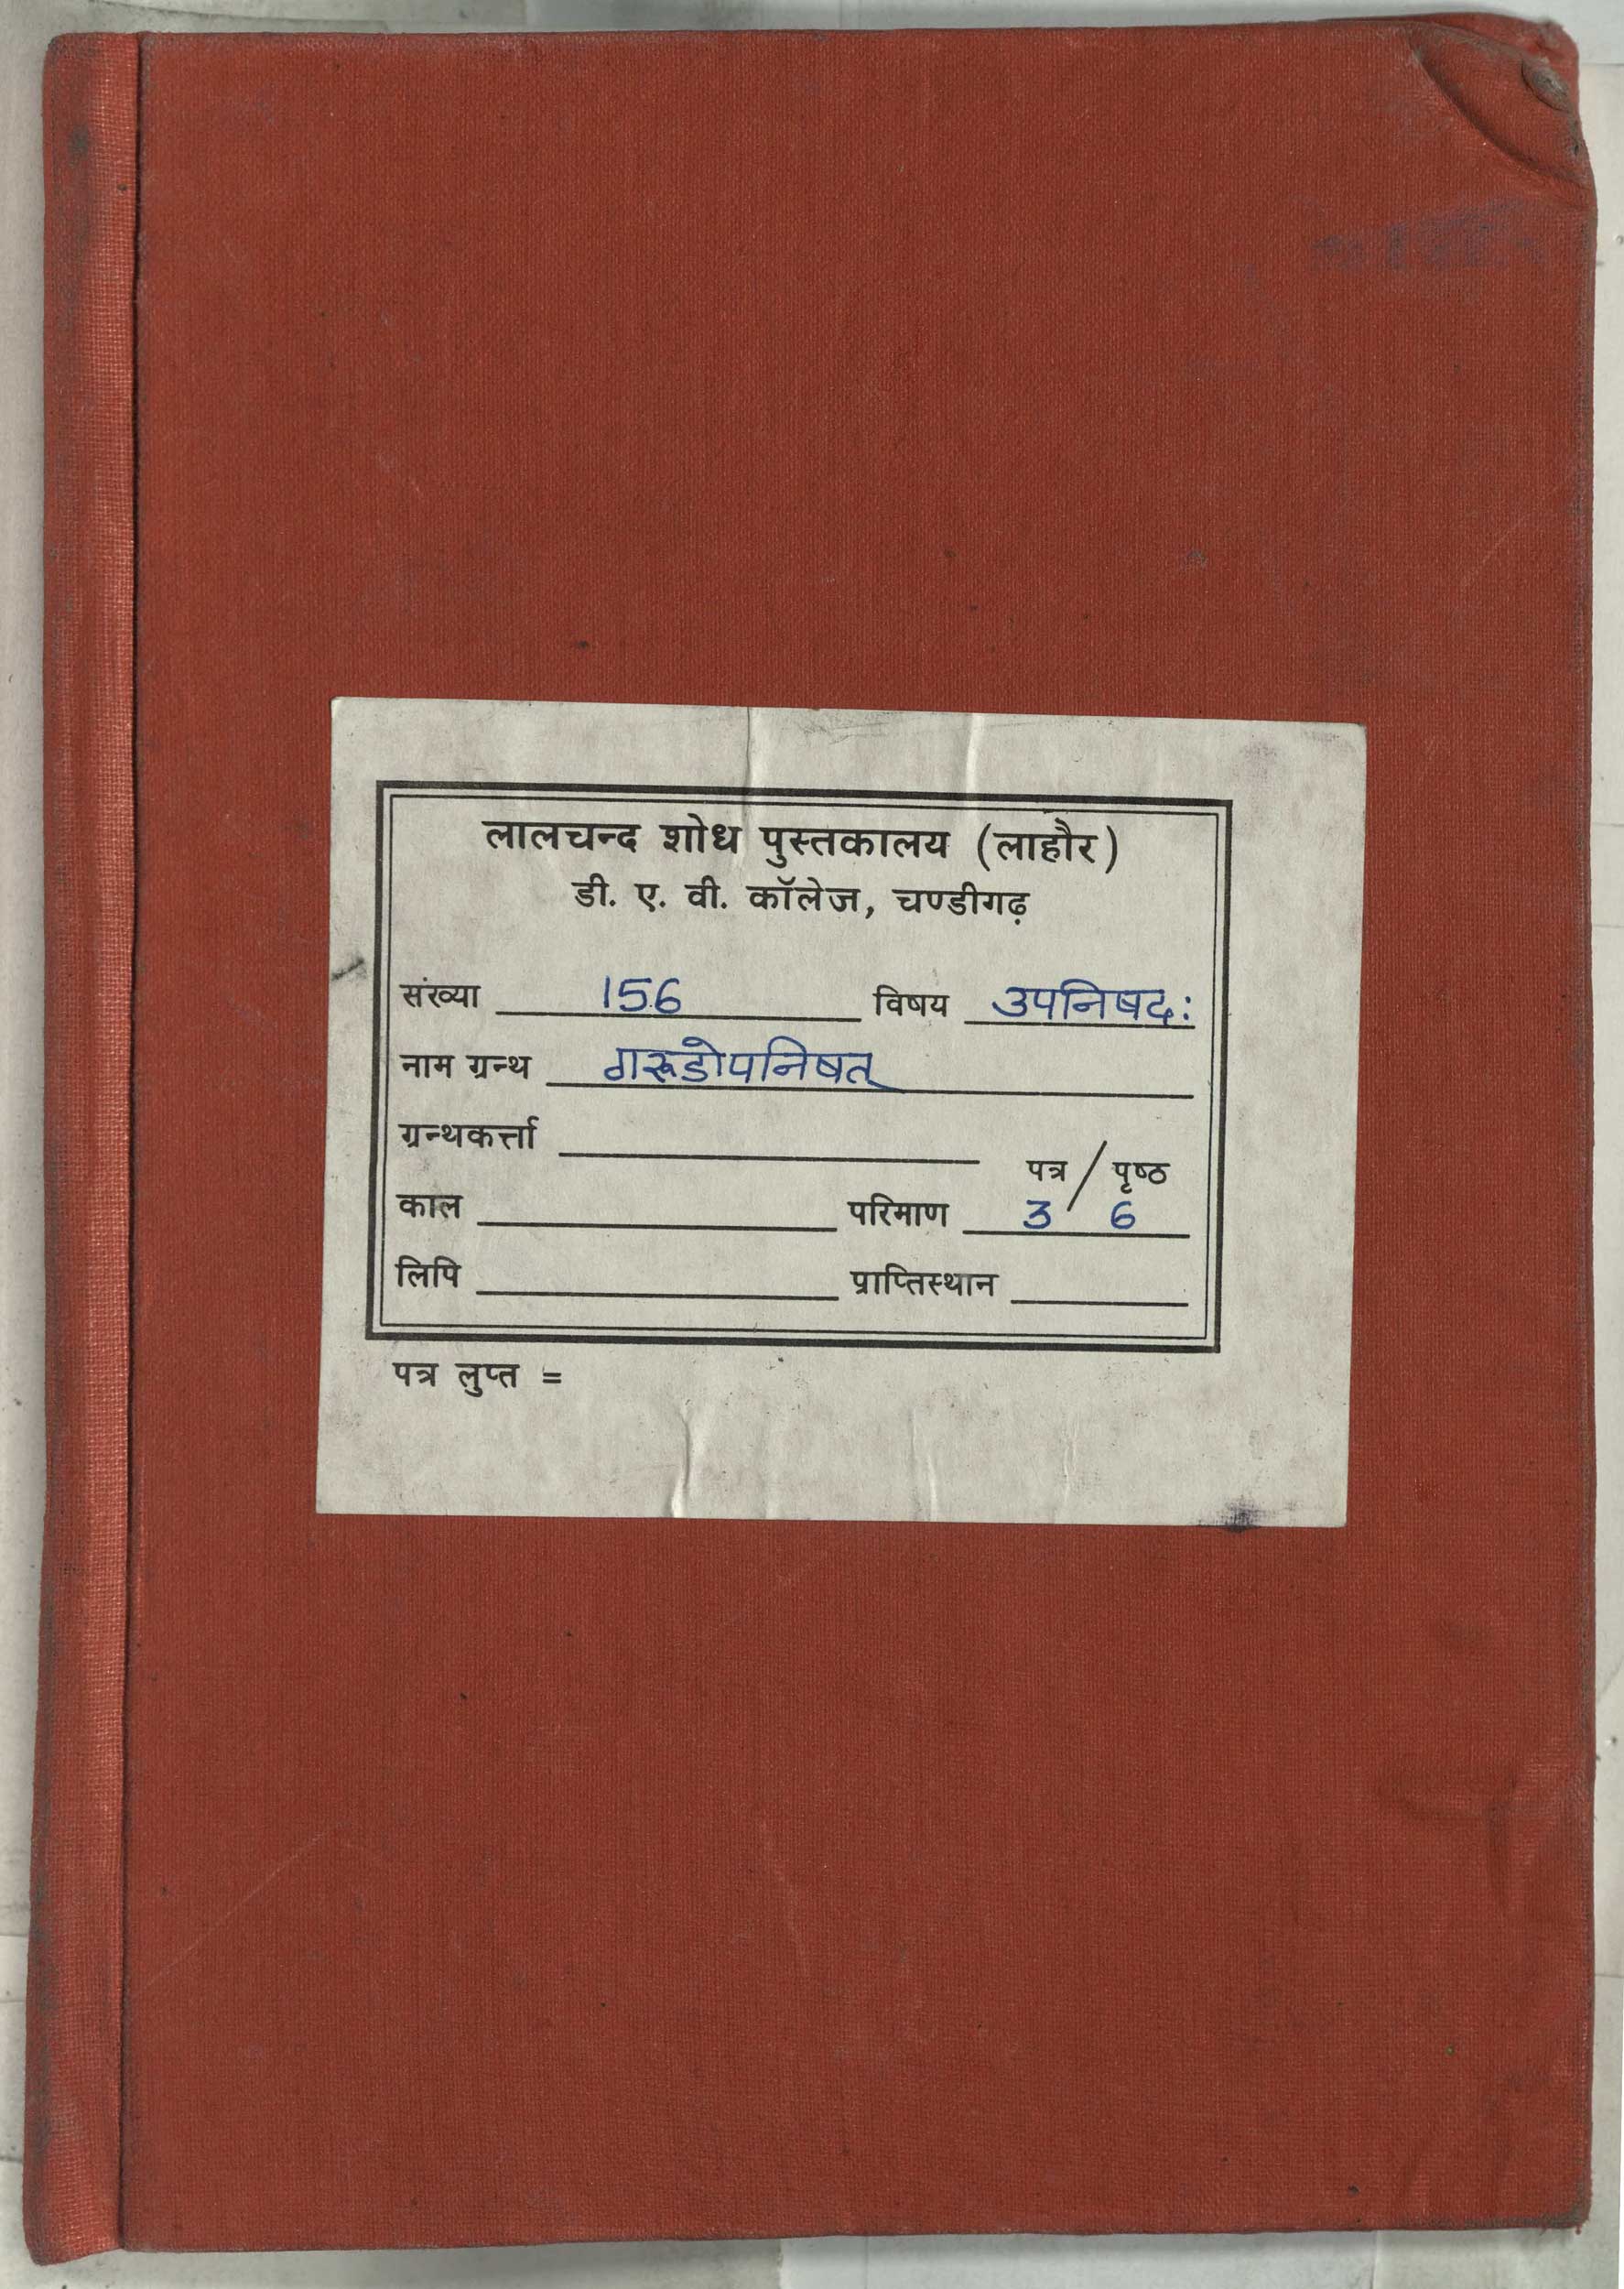 लालचन्द शोध पुस्तकालय (लाहौर)
डी. ए. वी. कॉलेज, चण्डीगढ़
संख्या 156 विषय उपनिषद:
नाम ग्रन्थ गरूडोपनिषत्
ग्रन्थकर्त्ता
पत्र / पृष्ठ
काल परिमाण 3 / 6
लिपि प्राप्तिस्थान
पत्र लुप्त =